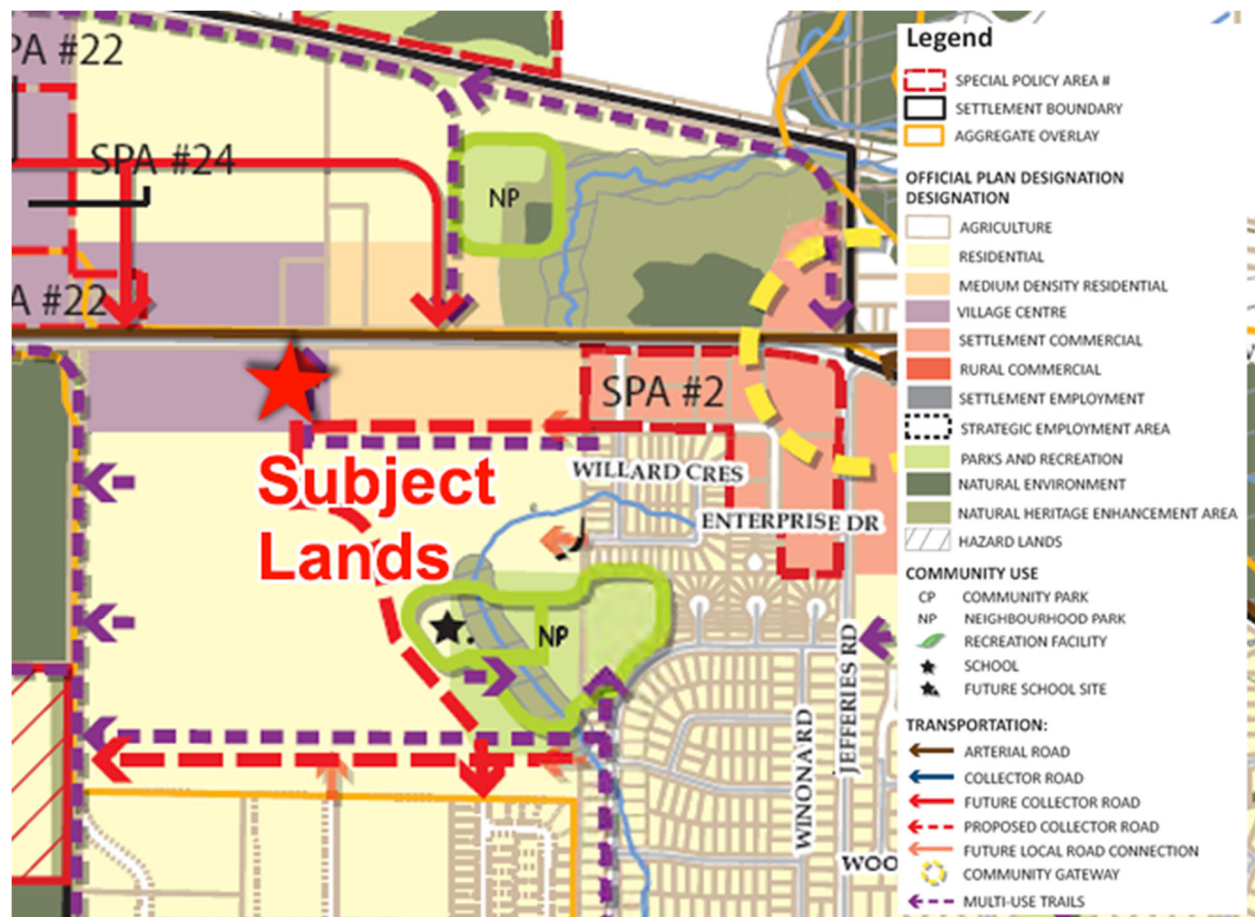 PA #22
SPA #24
A #22
NP
SPA #2
WILLARD CRES
ENTERPRISE DR
Subject
Lands
NP
WINONA RD
JEFFERIES RD
WOO
Legend
SPECIAL POLICY AREA #
SETTLEMENT BOUNDARY
AGGREGATE OVERLAY
OFFICIAL PLAN DESIGNATION
DESIGNATION
AGRICULTURE
RESIDENTIAL
MEDIUM DENSITY RESIDENTIAL
VILLAGE CENTRE
SETTLEMENT COMMERCIAL
RURAL COMMERCIAL
SETTLEMENT EMPLOYMENT
STRATEGIC EMPLOYMENT AREA
PARKS AND RECREATION
NATURAL ENVIRONMENT
NATURAL HERITAGE ENHANCEMENT AREA
HAZARD LANDS
COMMUNITY USE
CP COMMUNITY PARK
NP NEIGHBOURHOOD PARK
RECREATION FACILITY
SCHOOL
FUTURE SCHOOL SITE
TRANSPORTATION:
ARTERIAL ROAD
COLLECTOR ROAD
FUTURE COLLECTOR ROAD
PROPOSED COLLECTOR ROAD
FUTURE LOCAL ROAD CONNECTION
COMMUNITY GATEWAY
MULTI-USE TRAILS